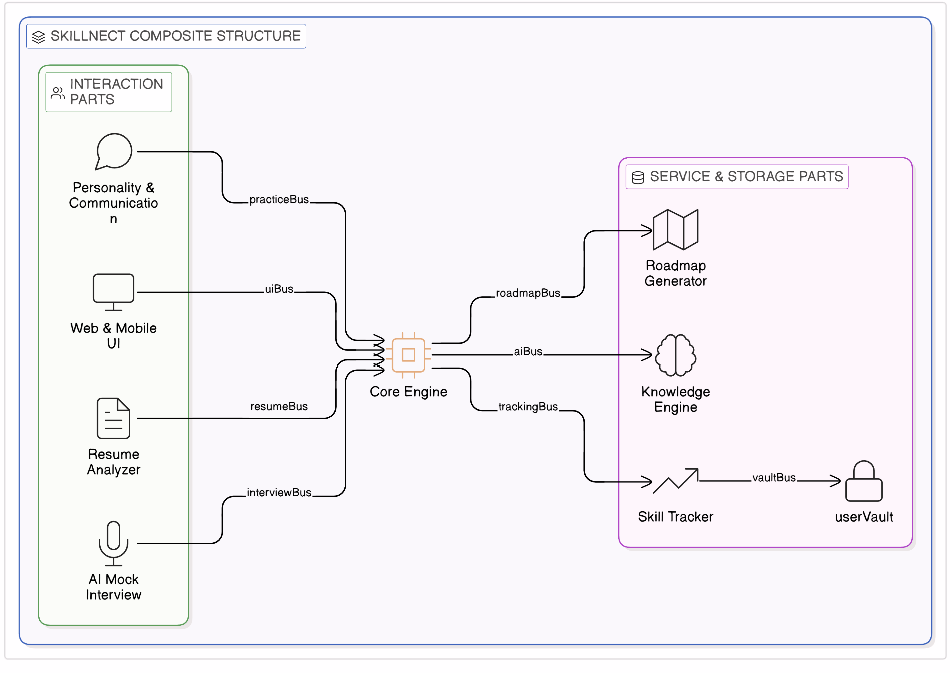 SKILLNECT COMPOSITE STRUCTURE
INTERACTION
PARTS
Personality &
Communicatio
n
practiceBus
Web & Mobile
UI
uiBus
Resume
Analyzer
resumeBus
AI Mock
Interview
interviewBus
Core Engine
roadmapBus
aiBus
trackingBus
SERVICE & STORAGE PARTS
Roadmap
Generator
Knowledge
Engine
Skill Tracker
vaultBus
userVault